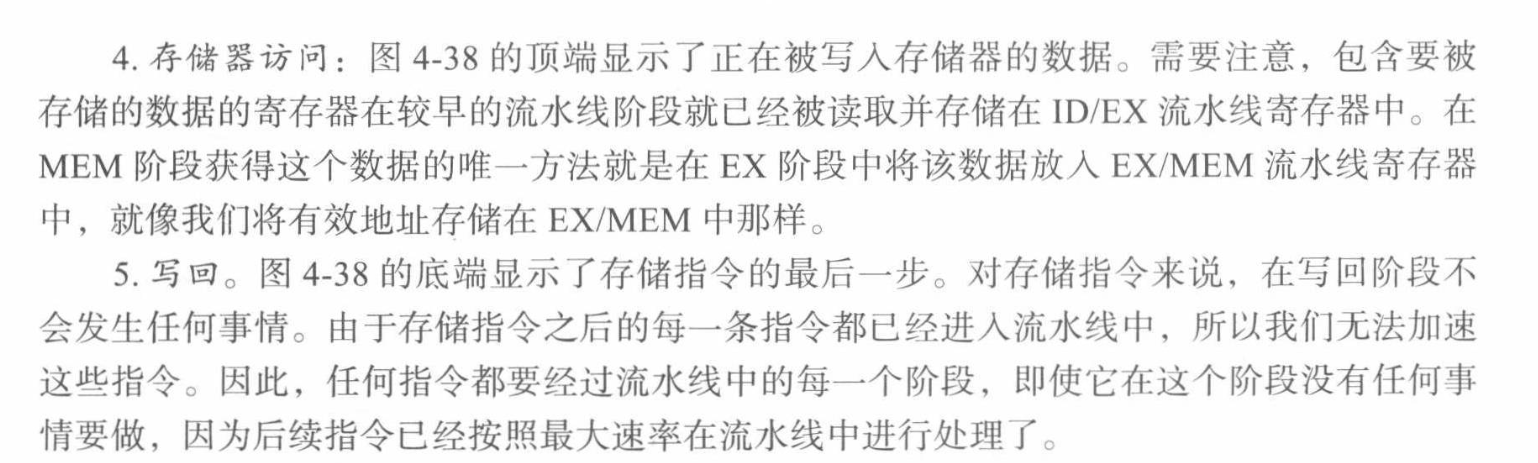 4. 存储器访问：图 4-38 的顶端显示了正在被写入存储器的数据。需要注意，包含要被
存储的数据的寄存器在较早的流水线阶段就已经被读取并存储在 ID/EX 流水线寄存器中。在
MEM 阶段获得这个数据的唯一方法就是在 EX 阶段中将该数据放入 EX/MEM 流水线寄存器
中，就像我们将有效地址存储在 EX/MEM 中那样。
5. 写回。图 4-38 的底端显示了存储指令的最后一步。对存储指令来说，在写回阶段不
会发生任何事情。由于存储指令之后的每一条指令都已经进入流水线中，所以我们无法加速
这些指令。因此，任何指令都要经过流水线中的每一个阶段，即使它在这个阶段没有任何事
情要做，因为后续指令已经按照最大速率在流水线中进行处理了。